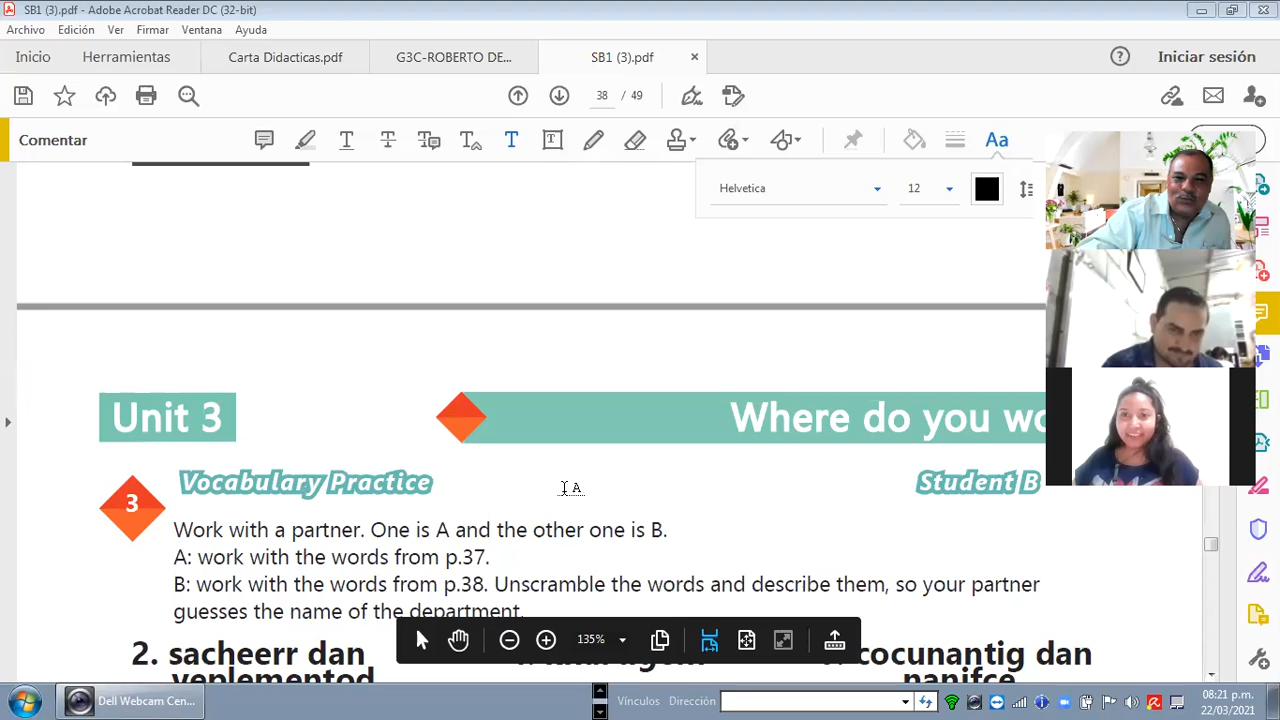 SB1 (3).pdf - Adobe Acrobat Reader DC (32-bit)
Archivo Edición Ver Firmar Ventana Ayuda
Inicio Herramientas Carta Didacticas.pdf G3C-ROBERTO DE... SB1 (3).pdf Iniciar sesión
38 / 49
Comentar
Helvetica 12
Unit 3 Where do you wo
Vocabulary Practice Student B
3
Work with a partner. One is A and the other one is B.
A: work with the words from p.37.
B: work with the words from p.38. Unscramble the words and describe them, so your partner
guesses the name of the department.
135%
2. sacheerr dan cocunantig dan
veplementod nanifce
Dell Webcam Cen... Vínculos Dirección 08:21 p.m.
22/03/2021